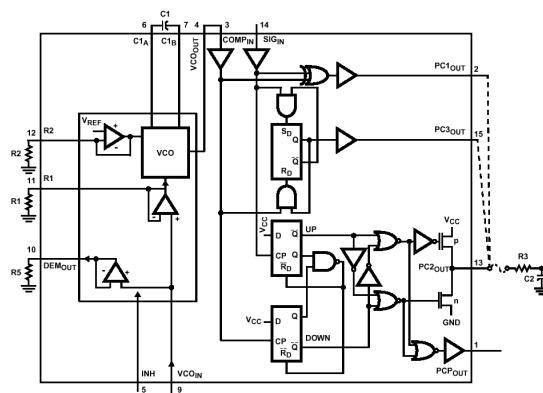 C1
6 7 4 3 14
C1A C1B VCOOUT COMPIN SIGIN
2
PC1OUT
VREF
12 R2
R2
VCO
SD
Q
Q
RD
PC3OUT
15
11 R1
R1
VCC
D Q UP
CP Q
RD
VCC
p
PC2OUT 13 R3
C2
10
DEMOUT
R5
n
GND
VCC D Q
CP Q DOWN
RD
1
PCPOUT
INH VCOIN
5 9
+
-
+
-
-
+